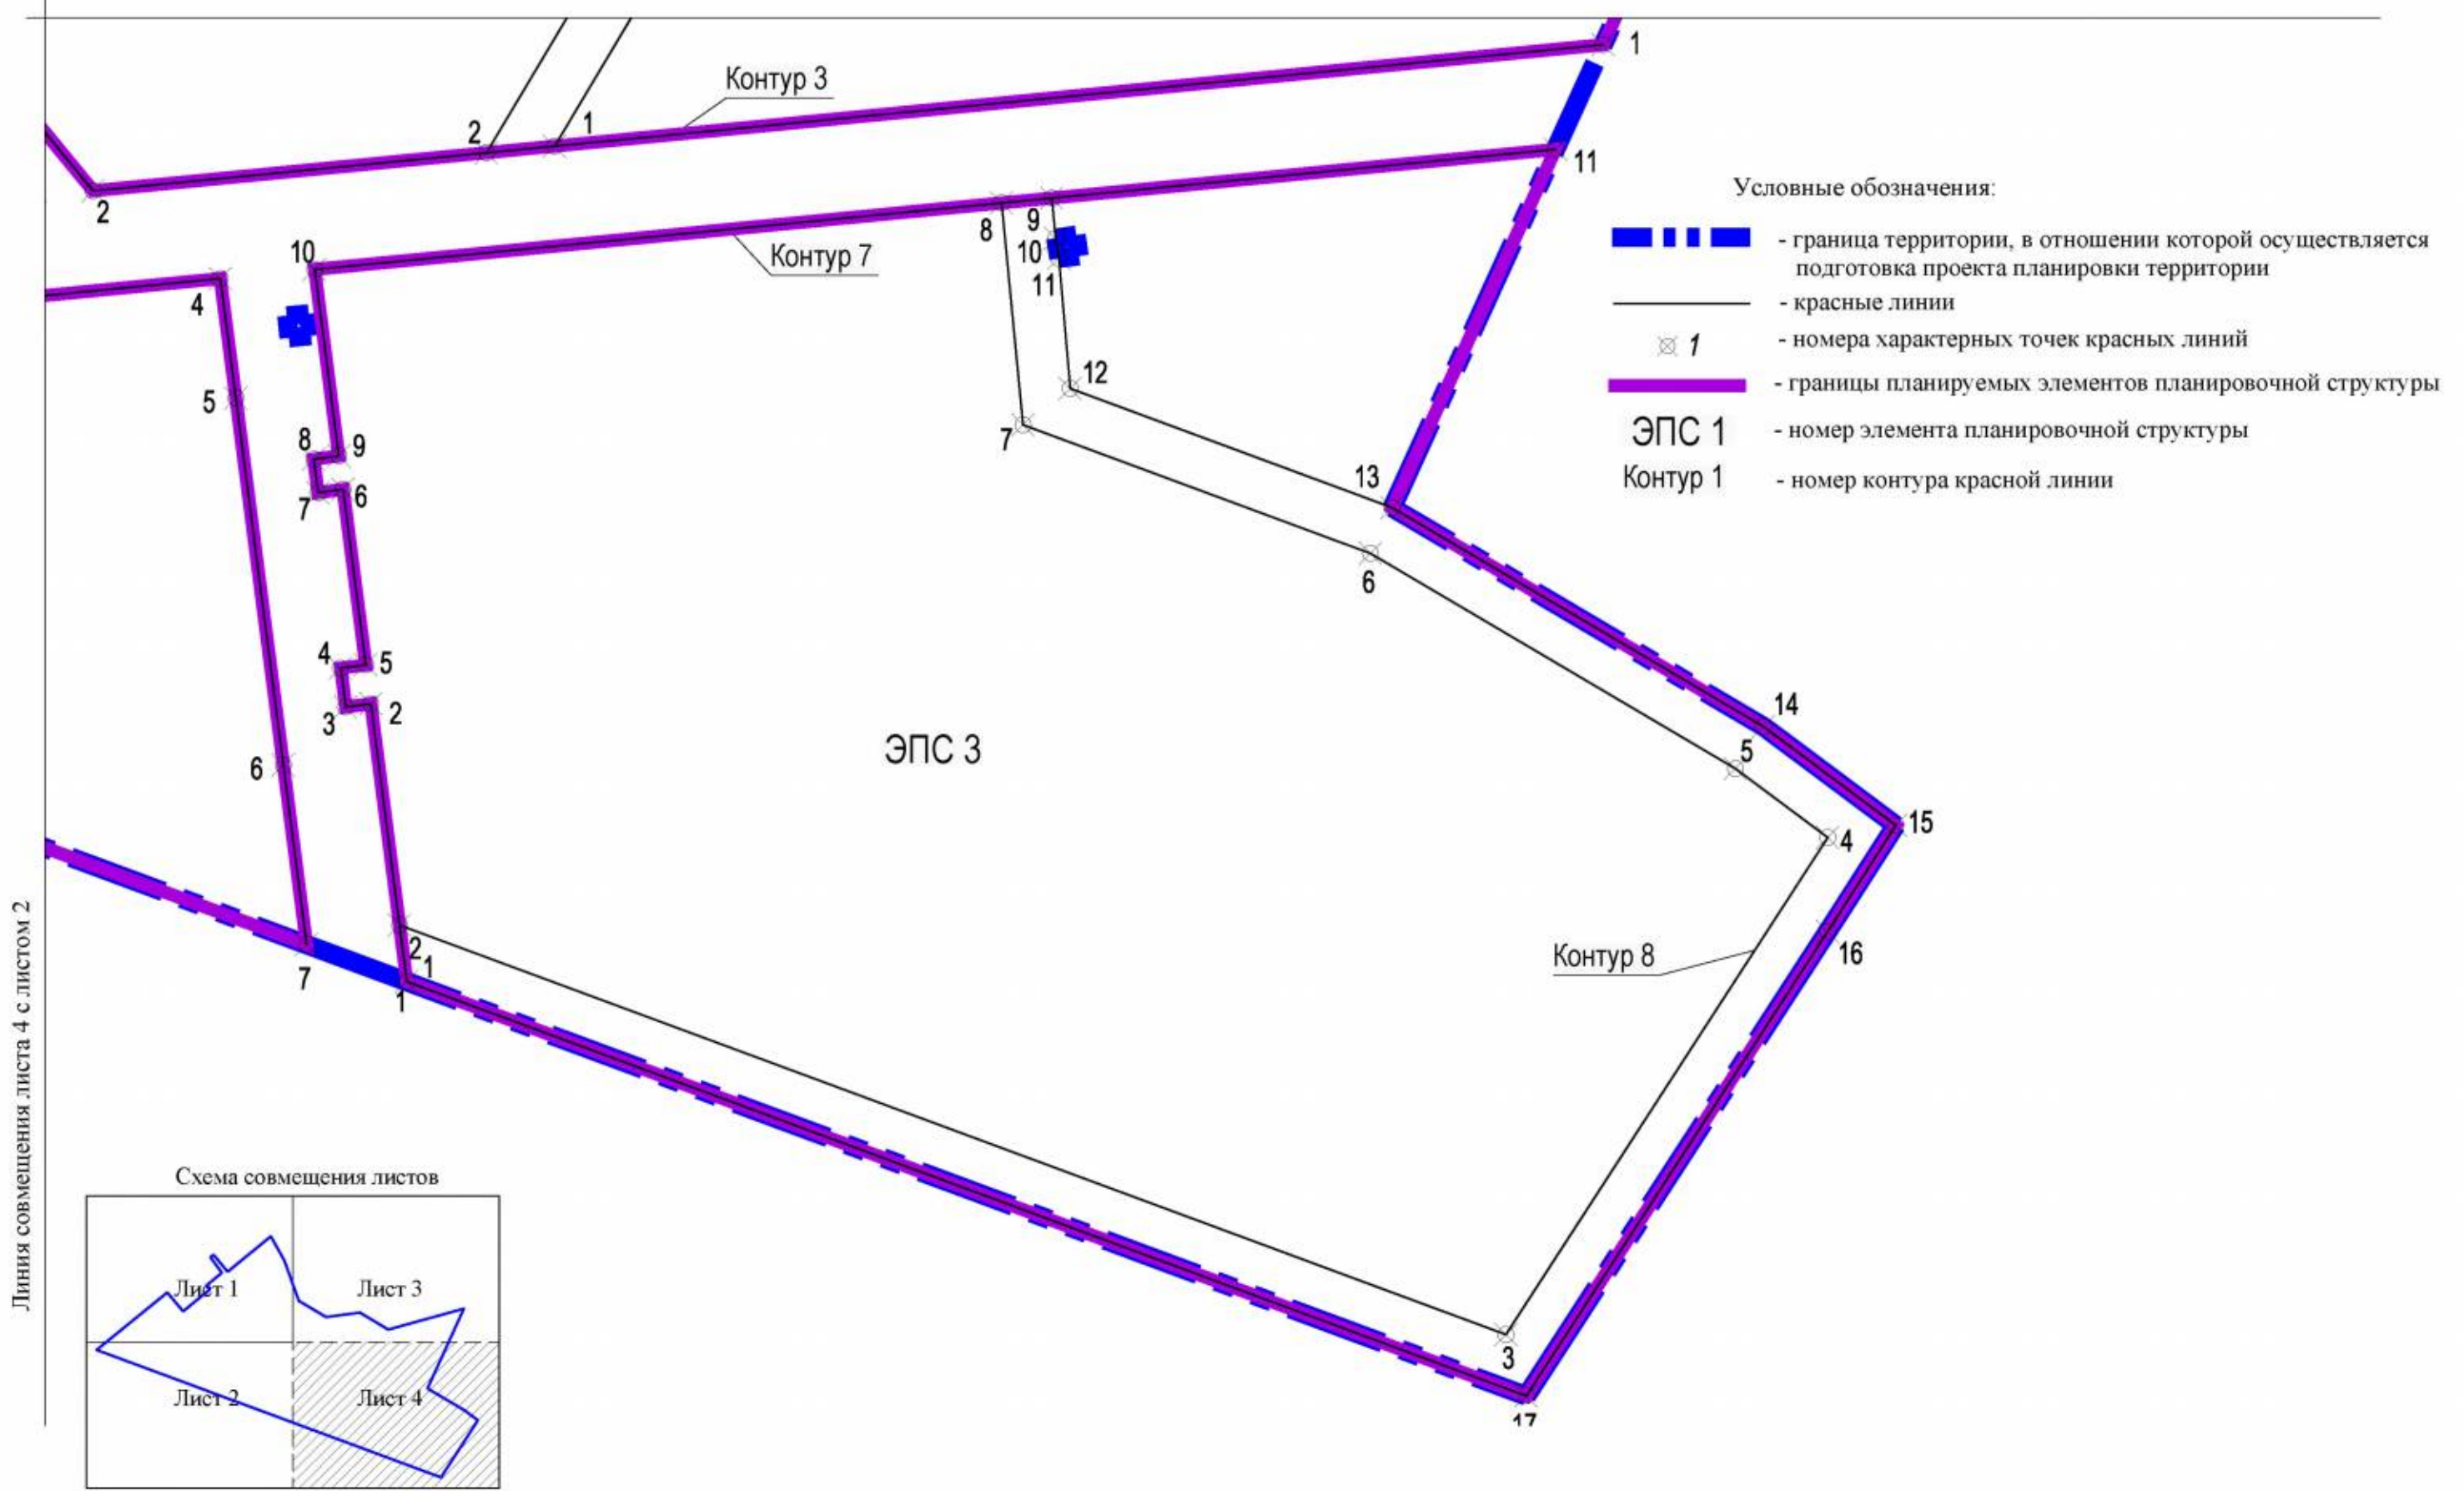 1
Контур 3
2
1
2
11
8
9
10
11
Контур 7
10
4
5
8
9
7
6
12
7
13
6
4
5
3
2
6
ЭПС 3
14
5
15
4
16
Контур 8
2
1
1
7
3
17
Условные обозначения:
- граница территории, в отношении которой осуществляется
подготовка проекта планировки территории
- красные линии
1 - номера характерных точек красных линий
- границы планируемых элементов планировочной структуры
ЭПС 1 - номер элемента планировочной структуры
Контур 1 - номер контура красной линии
Линия совмещения листа 4 с листом 2
Схема совмещения листов
Лист 1
Лист 3
Лист 2
Лист 4